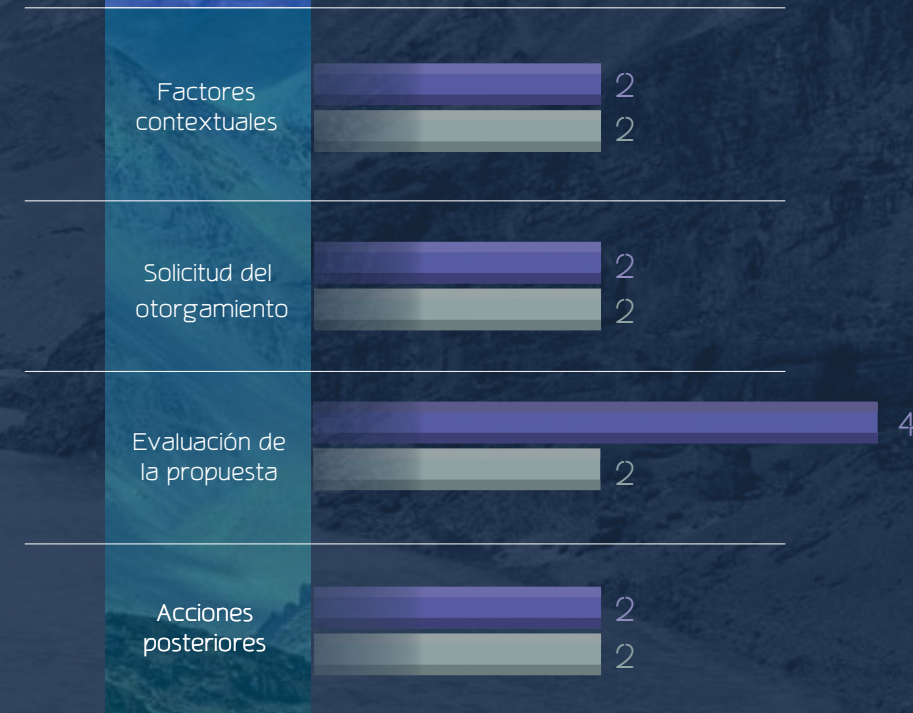 Factores
contextuales
2
2
Solicitud del
otorgamiento
2
2
Evaluación de
la propuesta
4
2
Acciones
posteriores
2
2